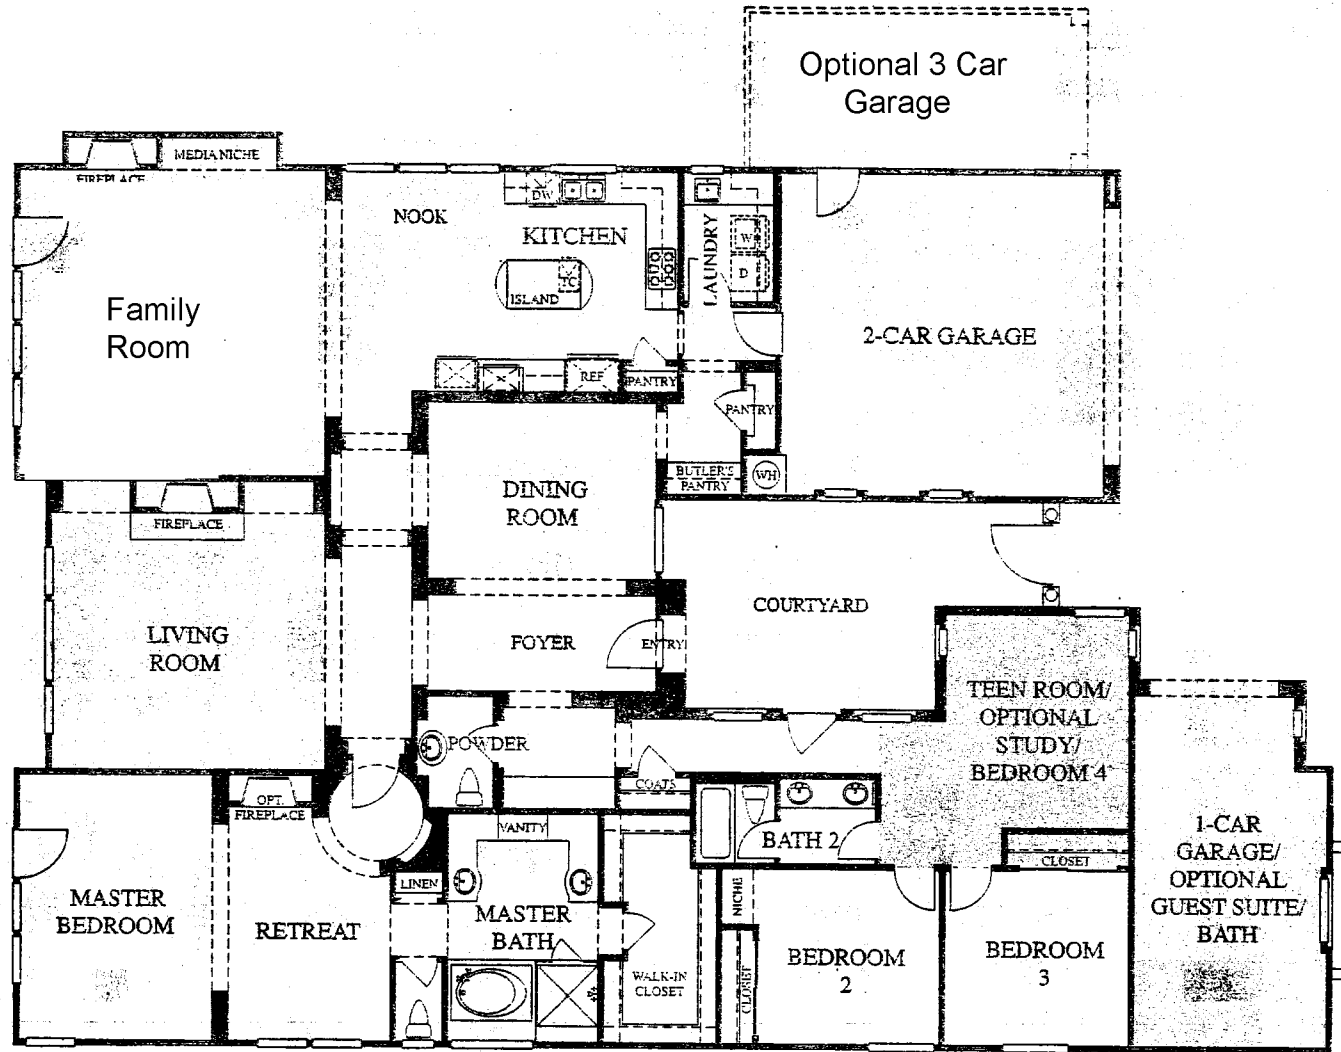 Optional 3 Car
Garage
MEDIA NICHE
FIREPLACE
NOOK
DW
KITCHEN
LAUNDRY
W
D
TC
ISLAND
Family
Room
2-CAR GARAGE
REF
PANTRY
PANTRY
BUTLER'S
PANTRY
WH
DINING
ROOM
FIREPLACE
COURTYARD
LIVING
ROOM
FOYER
ENTRY
TEEN ROOM/
OPTIONAL
STUDY/
BEDROOM 4
POWDER
COATS
OPT.
FIREPLACE
VANITY
BATH 2
CLOSET
1-CAR
GARAGE/
OPTIONAL
GUEST SUITE/
BATH
LINEN
NICHE
MASTER
BEDROOM
RETREAT
MASTER
BATH
WALK-IN
CLOSET
CLOSET
BEDROOM
2
BEDROOM
3